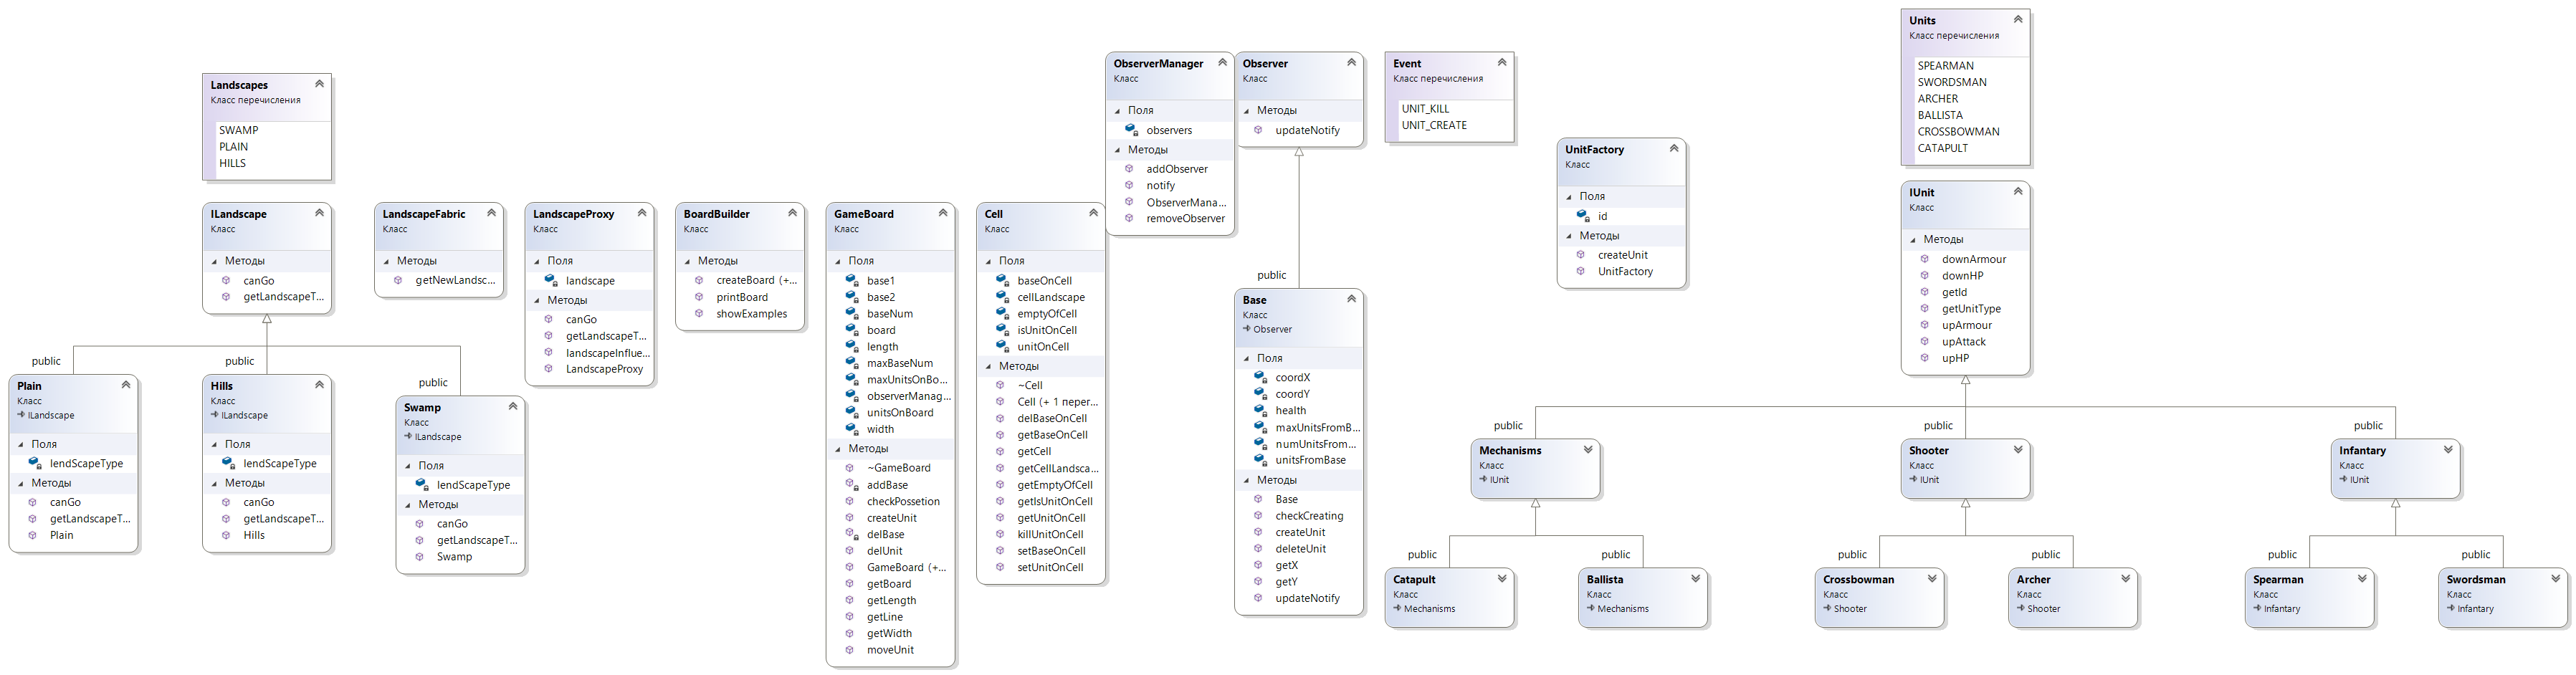 Landscapes
Класс перечисления
SWAMP
PLAIN
HILLS
ILandscape
Класс
Методы
canGo
getLandscapeT...
public
public
public
Plain
Класс
ILandscape
Поля
lendScapeType
Методы
canGo
getLandscapeT...
Plain
Hills
Класс
ILandscape
Поля
lendScapeType
Методы
canGo
getLandscapeT...
Hills
Swamp
Класс
ILandscape
Поля
lendScapeType
Методы
canGo
getLandscapeT...
Swamp
LandscapeFabric
Класс
Методы
getNewLandsc...
LandscapeProxy
Класс
Поля
landscape
Методы
canGo
getLandscapeT...
landscapeInflue...
LandscapeProxy
BoardBuilder
Класс
Методы
createBoard (+...
printBoard
showExamples
GameBoard
Класс
Поля
base1
base2
baseNum
board
length
maxBaseNum
maxUnitsOnBo...
observerManag...
unitsOnBoard
width
Методы
~GameBoard
addBase
checkPossetion
createUnit
delBase
delUnit
GameBoard (+...
getBoard
getLength
getLine
getWidth
moveUnit
Cell
Класс
Поля
baseOnCell
cellLandscape
emptyOfCell
isUnitOnCell
unitOnCell
Методы
~Cell
Cell (+ 1 перег...
delBaseOnCell
getBaseOnCell
getCell
getCellLandsca...
getEmptyOfCell
getIsUnitOnCell
getUnitOnCell
killUnitOnCell
setBaseOnCell
setUnitOnCell
ObserverManager
Класс
Поля
observers
Методы
addObserver
notify
ObserverMana...
removeObserver
Observer
Класс
Методы
updateNotify
public
Base
Класс
Observer
Поля
coordX
coordY
health
maxUnitsFromB...
numUnitsFrom...
unitsFromBase
Методы
Base
checkCreating
createUnit
deleteUnit
getX
getY
updateNotify
Event
Класс перечисления
UNIT_KILL
UNIT_CREATE
UnitFactory
Класс
Поля
id
Методы
createUnit
UnitFactory
Units
Класс перечисления
SPEARMAN
SWORDSMAN
ARCHER
BALLISTA
CROSSBOWMAN
CATAPULT
IUnit
Класс
Методы
downArmour
downHP
getId
getUnitType
upArmour
upAttack
upHP
public
public
public
Mechanisms
Класс
IUnit
Shooter
Класс
IUnit
Infantary
Класс
IUnit
public
public
public
public
public
public
Catapult
Класс
Mechanisms
Ballista
Класс
Mechanisms
Crossbowman
Класс
Shooter
Archer
Класс
Shooter
Spearman
Класс
Infantary
Swordsman
Класс
Infantary